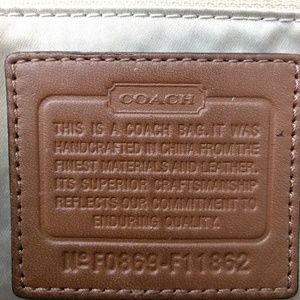 COACH
THIS IS A COACH BAG. IT WAS
HANDCRAFTED IN CHINA FROM THE
FINEST MATERIALS AND LEATHER.
ITS SUPERIOR CRAFTSMANSHIP
REFLECTS OUR COMMITMENT TO
ENDURING QUALITY.
Nº F0869-F11862